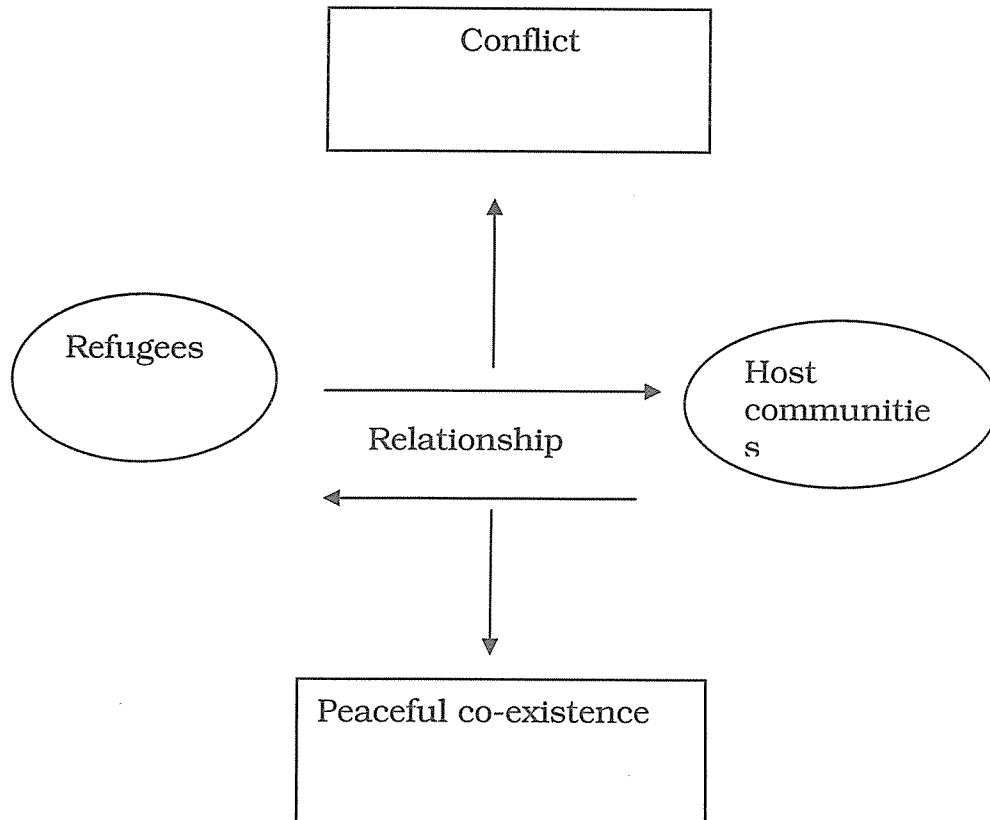 Conflict
Refugees
Host
communitie
s
Relationship
Peaceful co-existence